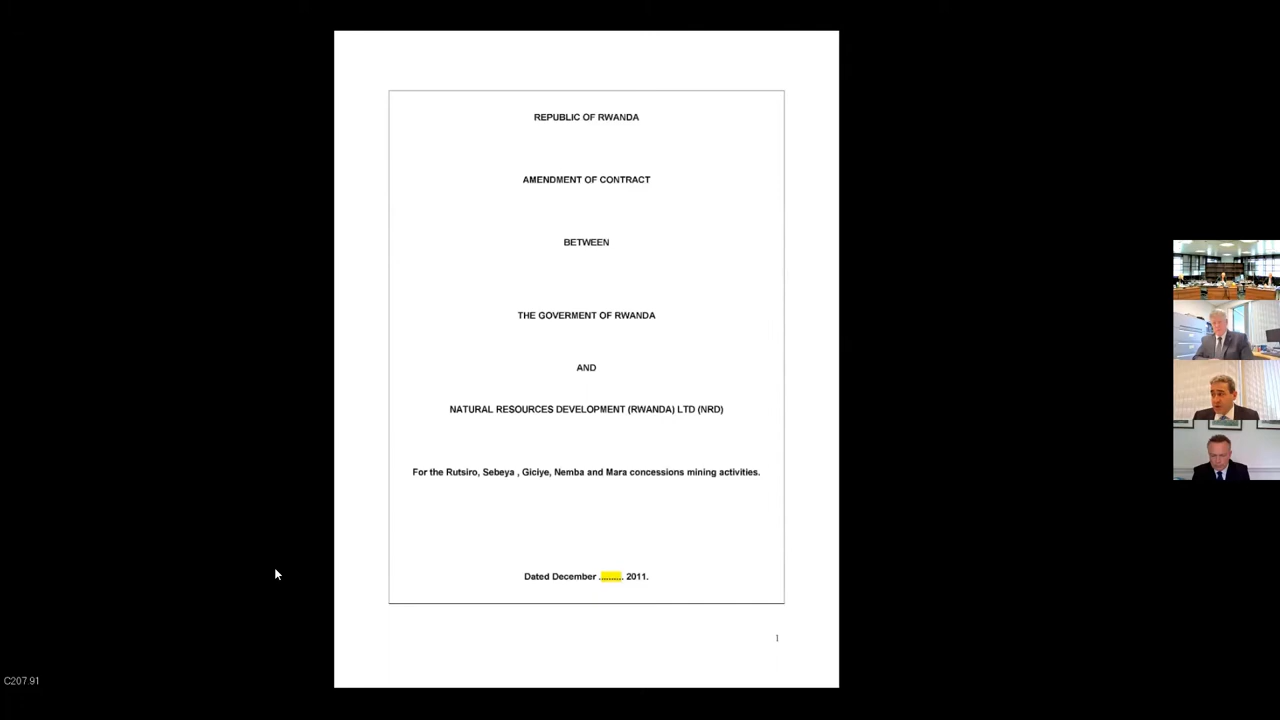 REPUBLIC OF RWANDA
AMENDMENT OF CONTRACT
BETWEEN
THE GOVERMENT OF RWANDA
AND
NATURAL RESOURCES DEVELOPMENT (RWANDA) LTD (NRD)
For the Rutsiro, Sebeya , Giciye, Nemba and Mara concessions mining activities.
Dated December ......... 2011.
1
C207.91